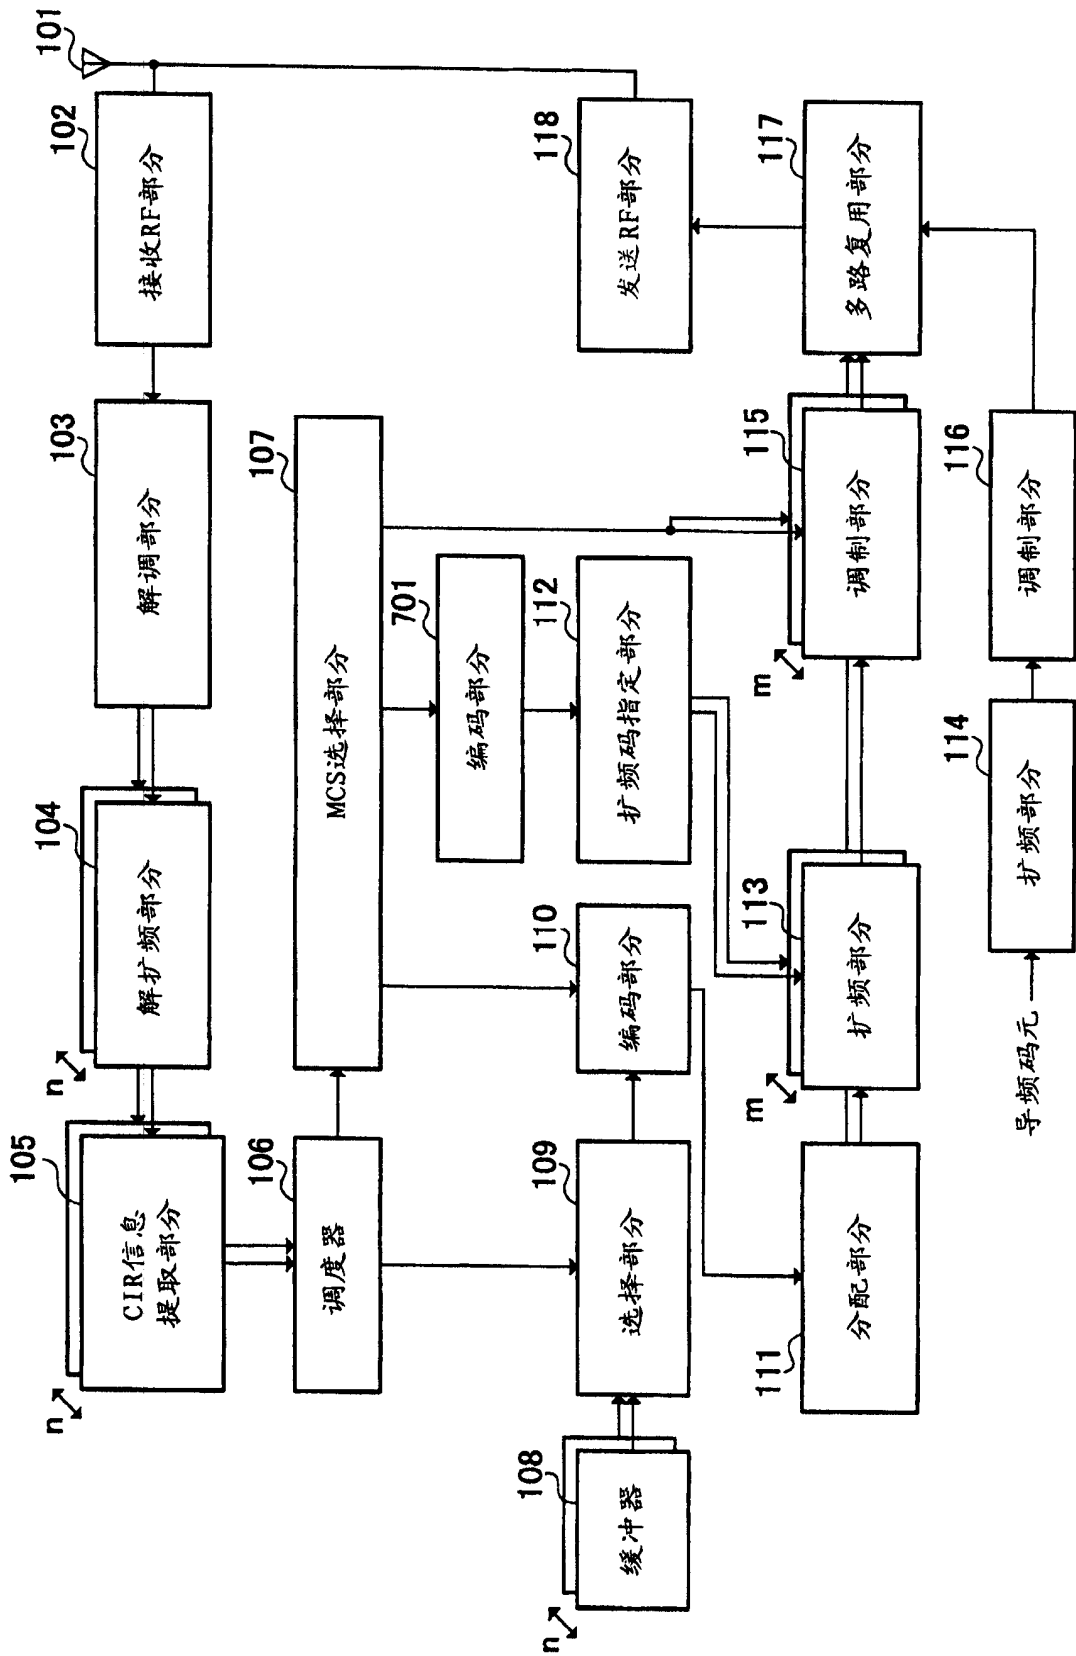 101
102
接收RF部分
103
解调部分
n
104
解扩频部分
n
105
CIR信息
提取部分
106
调度器
107
MCS选择部分
701
编码部分
112
扩频码指定部分
n
108
缓冲器
109
选择部分
110
编码部分
118
发送RF部分
111
分配部分
m
113
扩频部分
m
115
调制部分
117
多路复用部分
导频码元
114
扩频部分
116
调制部分